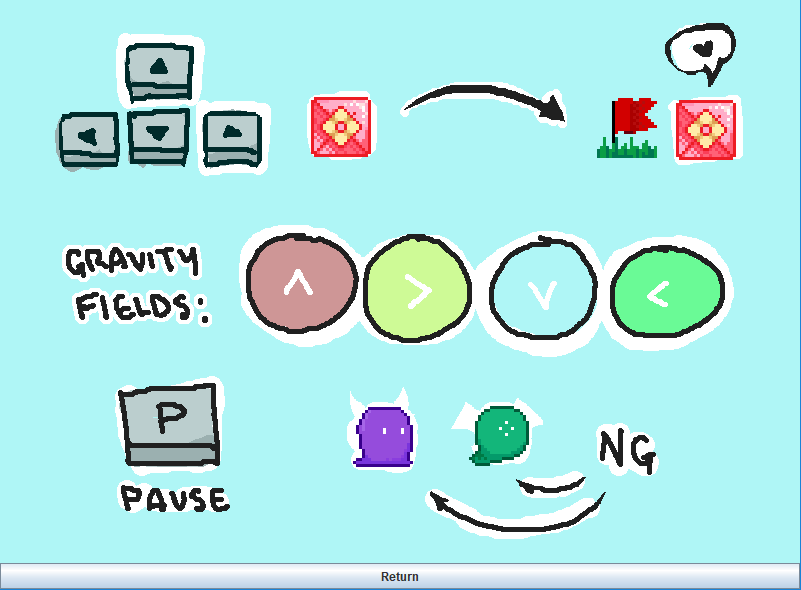 GRAVITY
FIELDS:
^ > v <
P
PAUSE
NG
Return